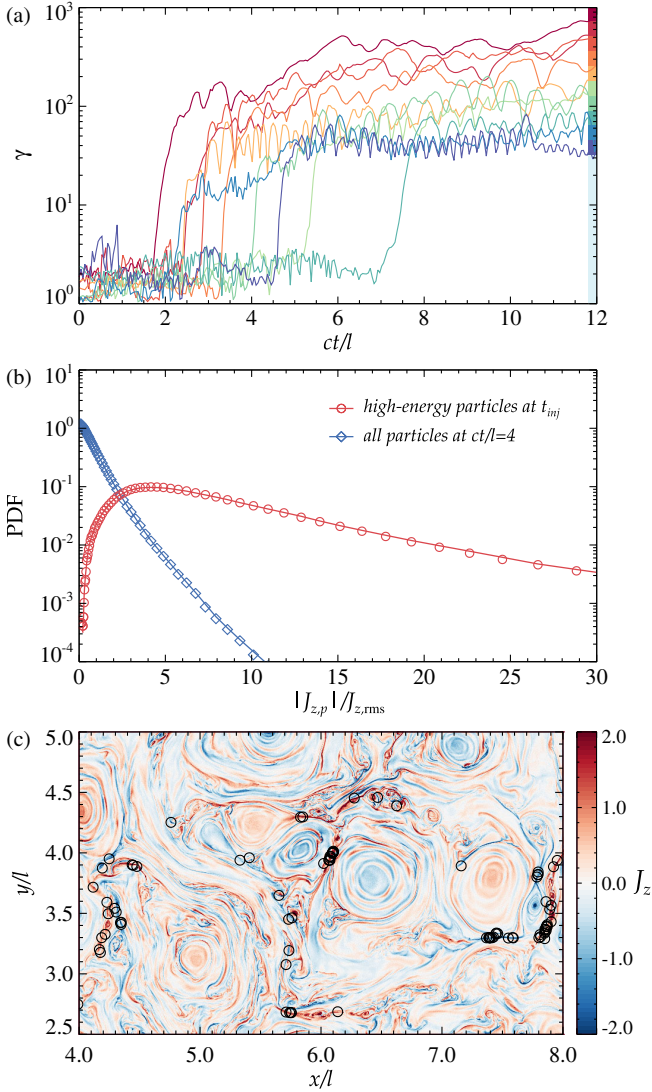 (a)
10³
10²
10¹
10⁰
γ
0 2 4 6 8 10 12
ct/l
(b)
10¹
10⁰
10⁻¹
10⁻²
10⁻³
10⁻⁴
PDF
high-energy particles at t_inj
all particles at ct/l=4
0 5 10 15 20 25 30
|J_z,p|/J_z,rms
(c)
5.0
4.5
4.0
3.5
3.0
2.5
y/l
4.0 5.0 6.0 7.0 8.0
x/l
2.0
1.0
0.0
-1.0
-2.0
J_z